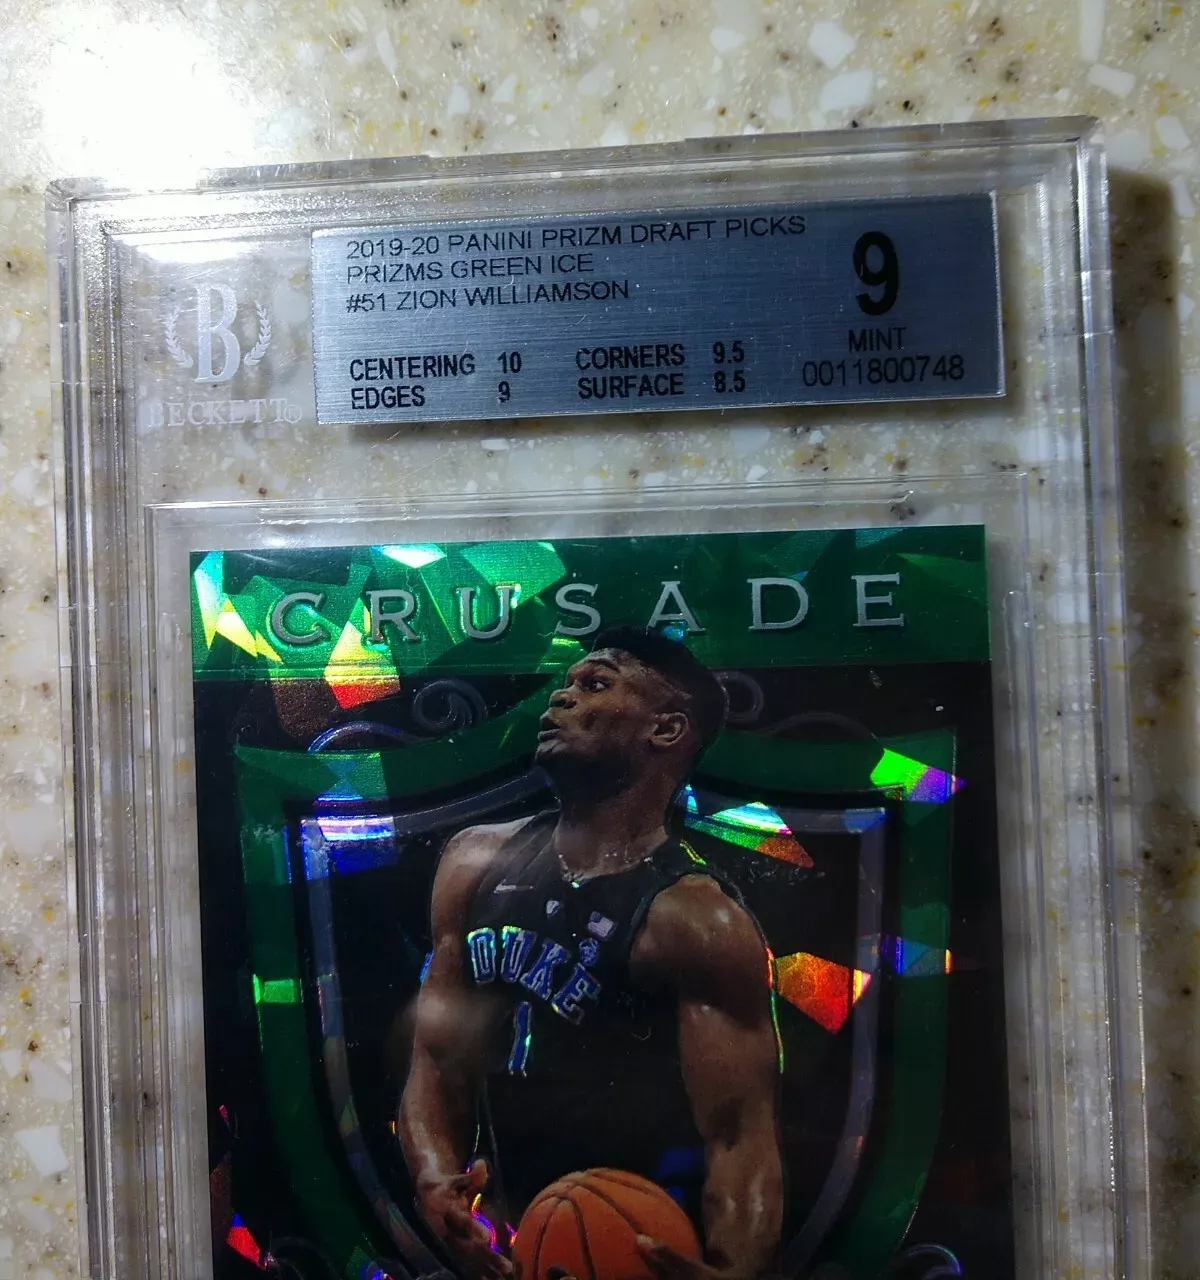 2019-20 PANINI PRIZM DRAFT PICKS
PRIZMS GREEN ICE
#51 ZION WILLIAMSON
CENTERING 10 CORNERS 9.5
EDGES 9 SURFACE 8.5
9
MINT
0011800748
B
BECKETT®
CRUSADE
DUKE
1